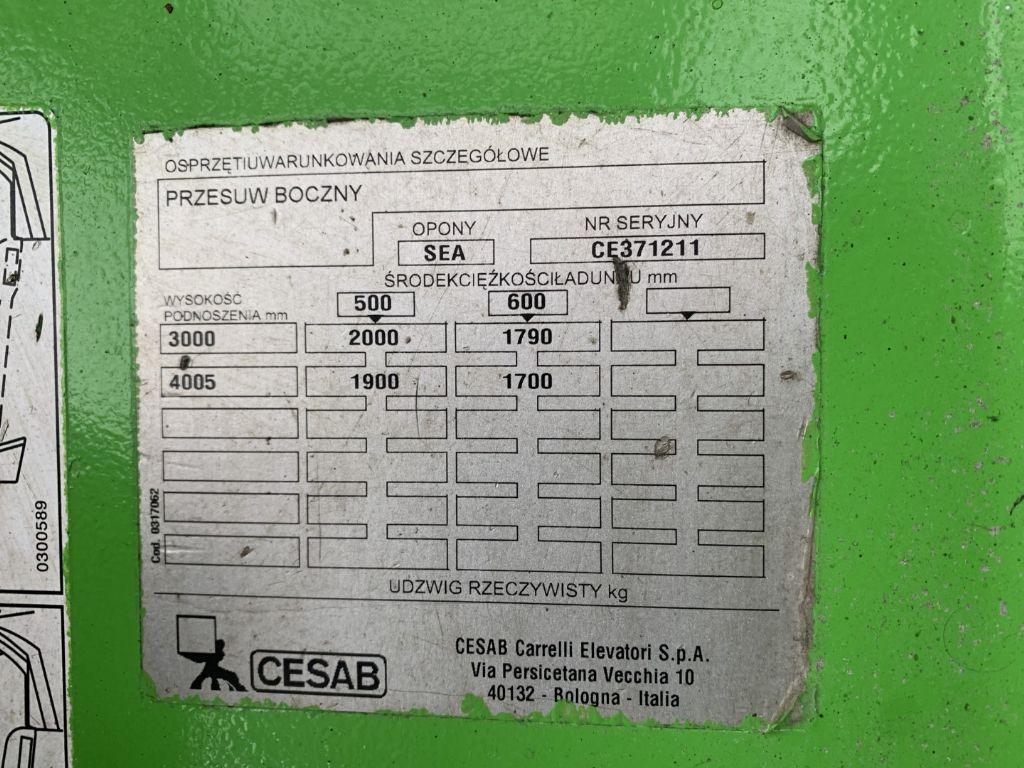 OSPRZĘTIUWARUNKOWANIA SZCZEGÓŁOWE
PRZESUW BOCZNY
OPONY
NR SERYJNY
SEA
CE371211
ŚRODEKCIĘŻKOŚCIŁADUNKU mm
WYSOKOŚĆ
PODNOSZENIA mm
500
600
3000
2000
1790
4005
1900
1700
Cod. 0317062
0300589
UDZWIG RZECZYWISTY kg
CESAB
CESAB Carrelli Elevatori S.p.A.
Via Persicetana Vecchia 10
40132 - Bologna - Italia